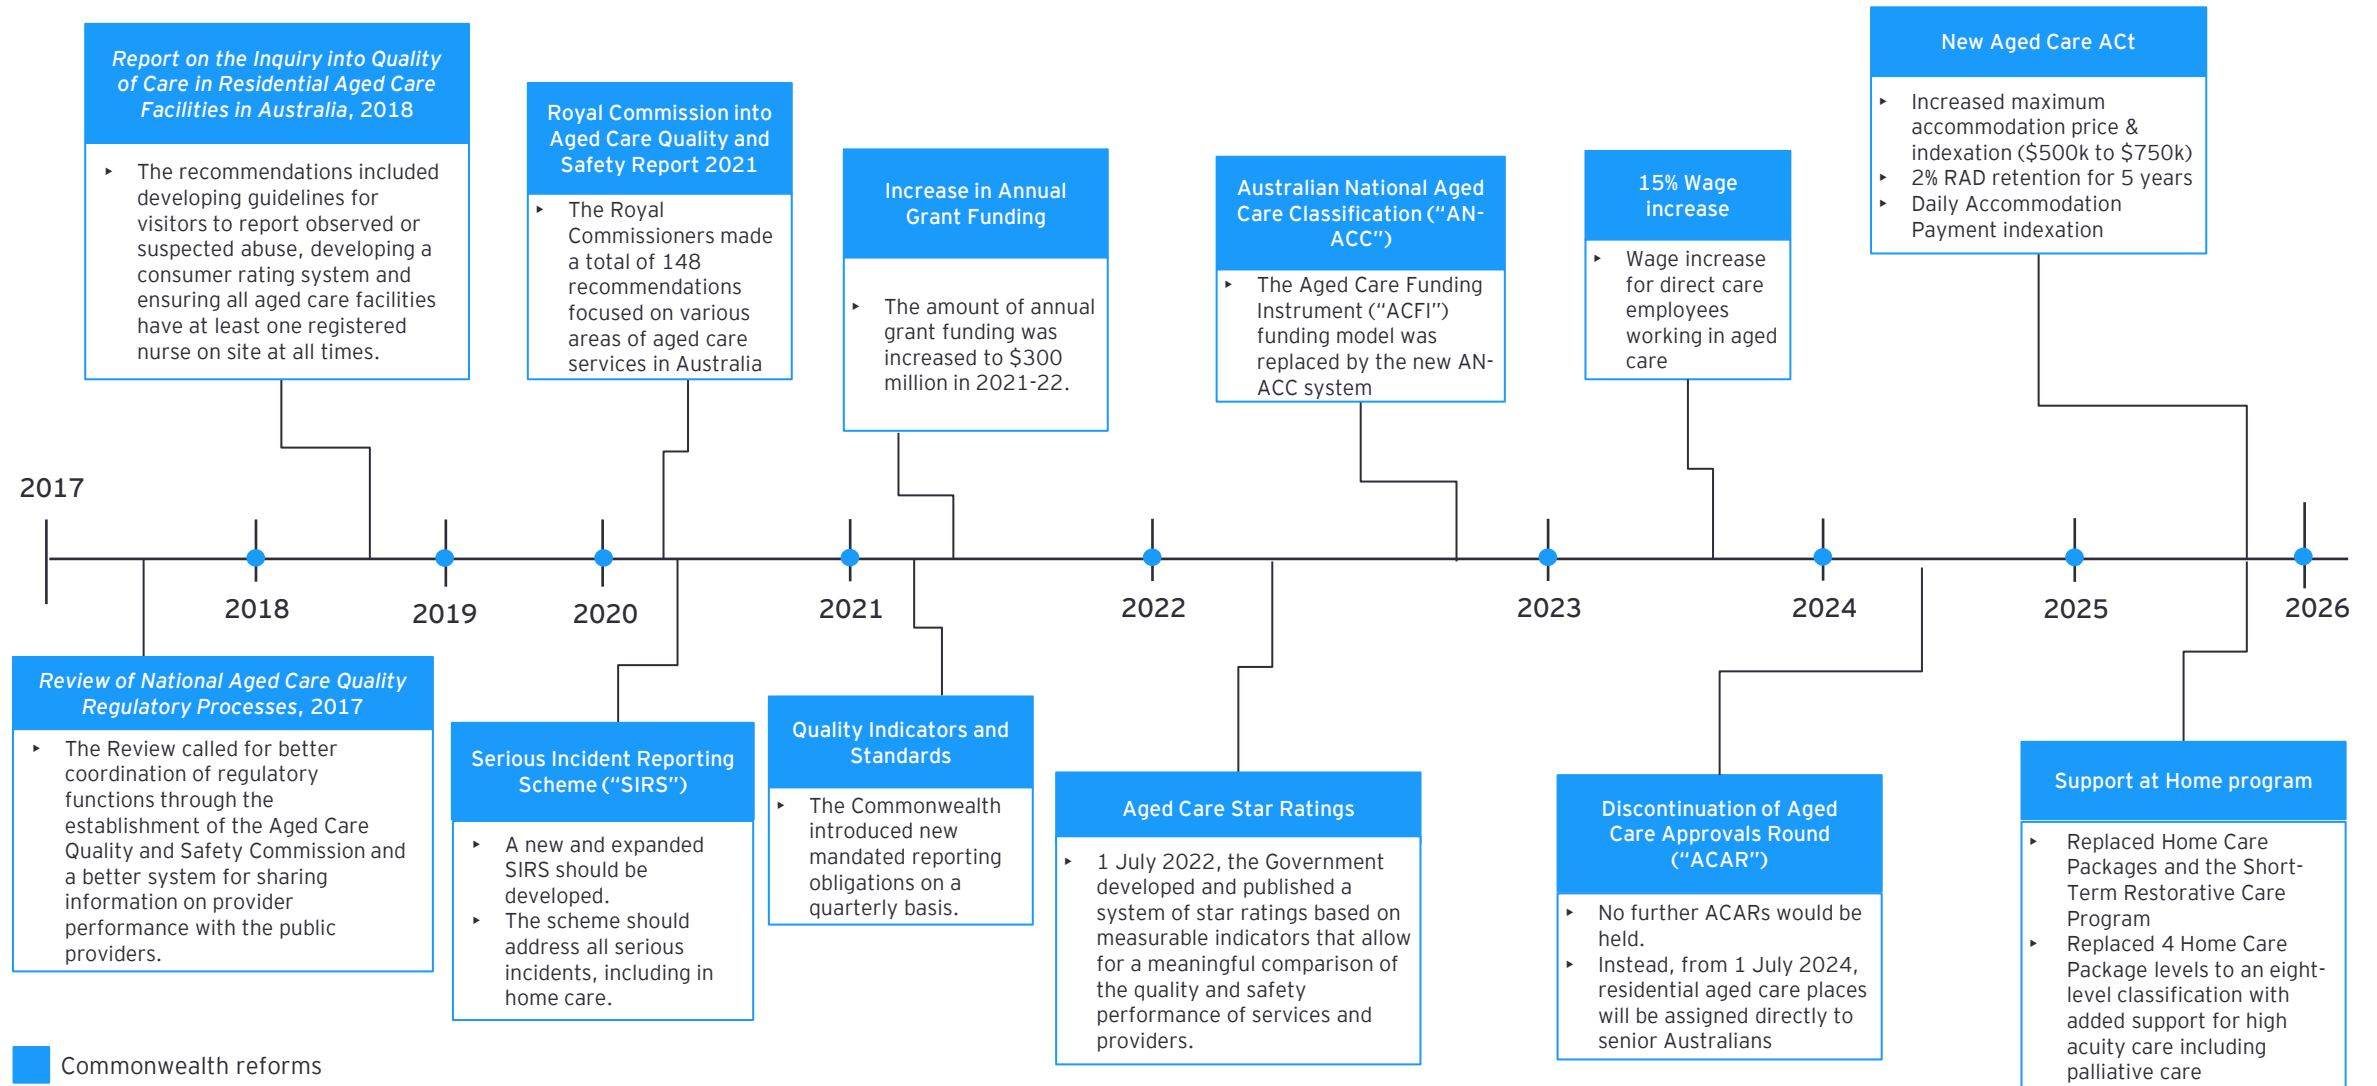 Report on the Inquiry into Quality
of Care in Residential Aged Care
Facilities in Australia, 2018
▸ The recommendations included
developing guidelines for
visitors to report observed or
suspected abuse, developing a
consumer rating system and
ensuring all aged care facilities
have at least one registered
nurse on site at all times.
Royal Commission into
Aged Care Quality and
Safety Report 2021
▸ The Royal
Commissioners made
a total of 148
recommendations
focused on various
areas of aged care
services in Australia
Increase in Annual
Grant Funding
▸ The amount of annual
grant funding was
increased to $300
million in 2021-22.
Australian National Aged
Care Classification (“AN-
ACC”)
▸ The Aged Care Funding
Instrument (“ACFI”)
funding model was
replaced by the new AN-
ACC system
15% Wage
increase
▸ Wage increase
for direct care
employees
working in aged
care
New Aged Care ACt
▸ Increased maximum
accommodation price &
indexation ($500k to $750k)
▸ 2% RAD retention for 5 years
▸ Daily Accommodation
Payment indexation
2017
2018
2019
2020
2021
2022
2023
2024
2025
2026
Review of National Aged Care Quality
Regulatory Processes, 2017
▸ The Review called for better
coordination of regulatory
functions through the
establishment of the Aged Care
Quality and Safety Commission and
a better system for sharing
information on provider
performance with the public
providers.
Serious Incident Reporting
Scheme (“SIRS”)
▸ A new and expanded
SIRS should be
developed.
▸ The scheme should
address all serious
incidents, including in
home care.
Quality Indicators and
Standards
▸ The Commonwealth
introduced new
mandated reporting
obligations on a
quarterly basis.
Aged Care Star Ratings
▸ 1 July 2022, the Government
developed and published a
system of star ratings based on
measurable indicators that allow
for a meaningful comparison of
the quality and safety
performance of services and
providers.
Discontinuation of Aged
Care Approvals Round
(“ACAR”)
▸ No further ACARs would be
held.
▸ Instead, from 1 July 2024,
residential aged care places
will be assigned directly to
senior Australians
Support at Home program
▸ Replaced Home Care
Packages and the Short-
Term Restorative Care
Program
▸ Replaced 4 Home Care
Package levels to an eight-
level classification with
added support for high
acuity care including
palliative care
Commonwealth reforms